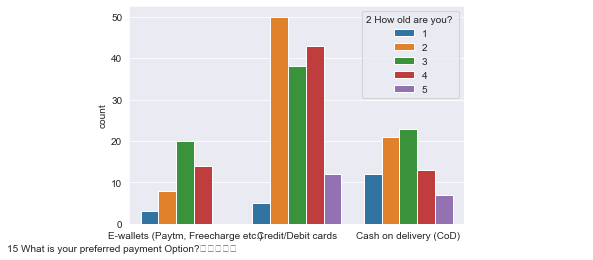 50
40
30
20
10
0
count
2 How old are you?
1
2
3
4
5
E-wallets (Paytm, Freecharge etc.)
Credit/Debit cards
Cash on delivery (CoD)
15 What is your preferred payment Option?